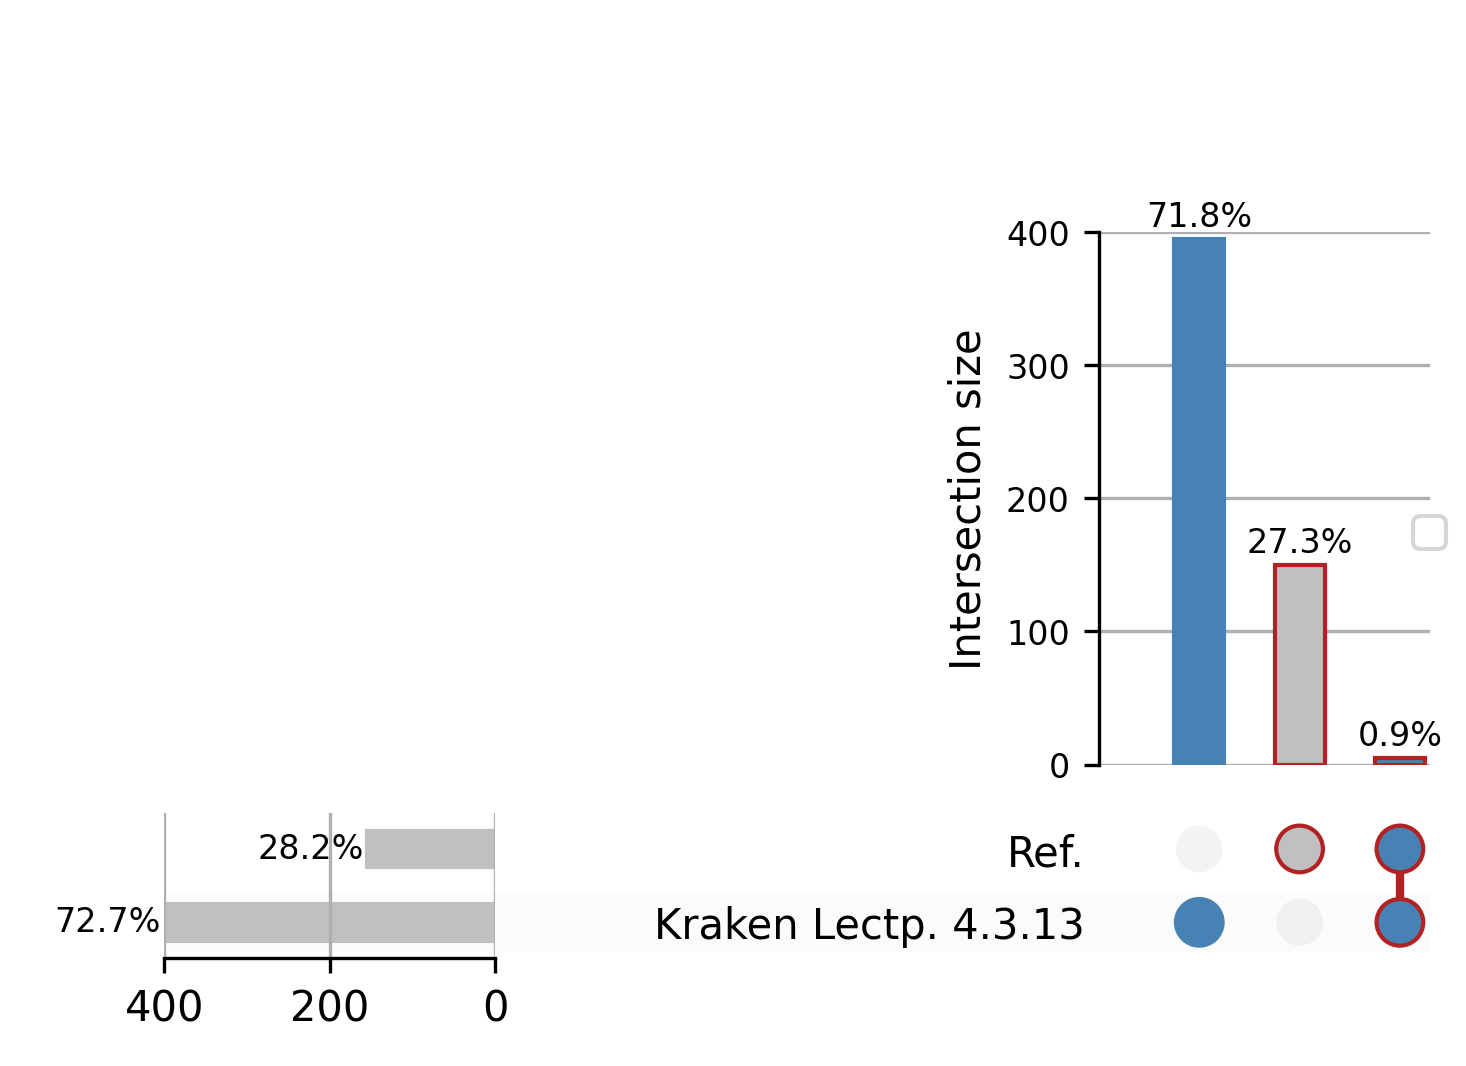 71.8%
400
300
Intersection size
200
27.3%
100
0.9%
0
28.2%
Ref.
72.7%
Kraken Lectp. 4.3.13
400 200 0